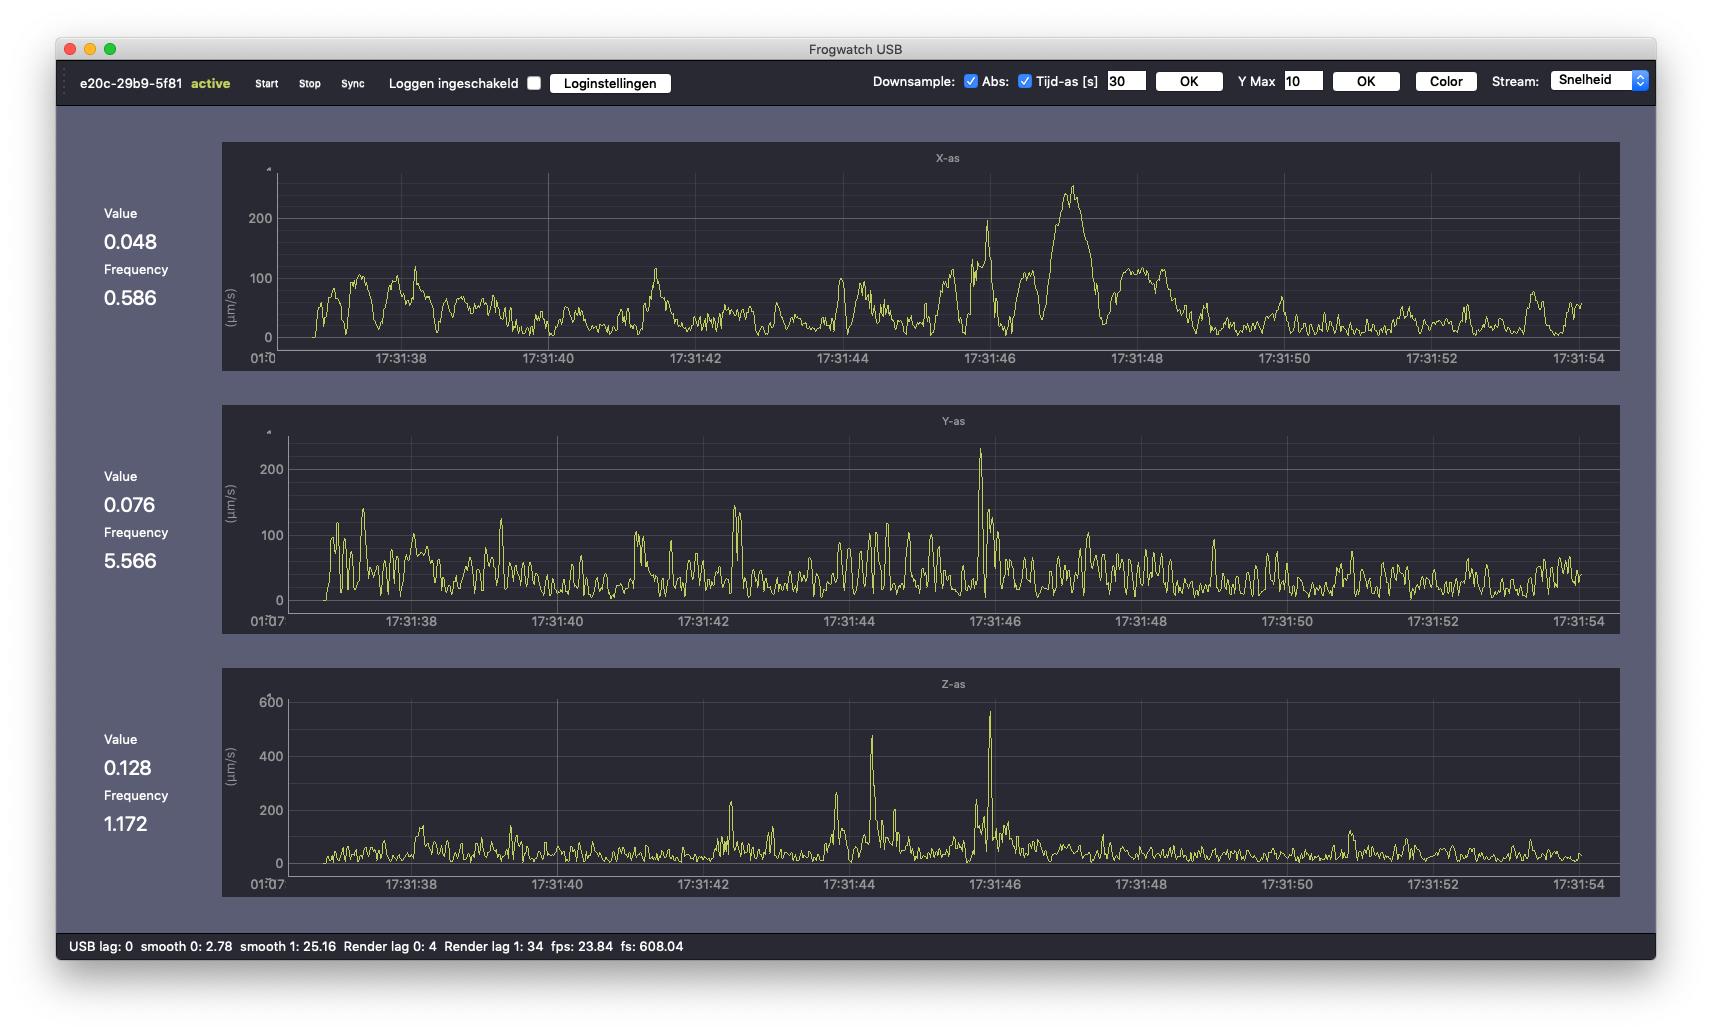 Frogwatch USB
e20c-29b9-5f81 active Start Stop Sync Loggen ingeschakeld Loginstellingen Downsample: Abs: Tijd-as [s] 30 OK Y Max 10 OK Color Stream: Snelheid
X-as
Value
0.048
Frequency
0.586
200
100
0
(µm/s)
17:31:38 17:31:40 17:31:42 17:31:44 17:31:46 17:31:48 17:31:50 17:31:52 17:31:54
Y-as
Value
0.076
Frequency
5.566
200
100
0
(µm/s)
17:31:38 17:31:40 17:31:42 17:31:44 17:31:46 17:31:48 17:31:50 17:31:52 17:31:54
Z-as
Value
0.128
Frequency
1.172
600
400
200
0
(µm/s)
17:31:38 17:31:40 17:31:42 17:31:44 17:31:46 17:31:48 17:31:50 17:31:52 17:31:54
USB lag: 0 smooth 0: 2.78 smooth 1: 25.16 Render lag 0: 4 Render lag 1: 34 fps: 23.84 fs: 608.04